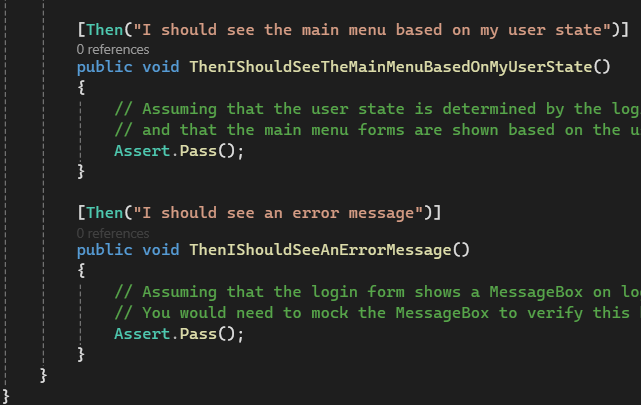 [Then("I should see the main menu based on my user state")]
0 references
public void ThenIShouldSeeTheMainMenuBasedOnMyUserState()
{
// Assuming that the user state is determined by the log
// and that the main menu forms are shown based on the u
Assert.Pass();
}
[Then("I should see an error message")]
0 references
public void ThenIShouldSeeAnErrorMessage()
{
// Assuming that the login form shows a MessageBox on lo
// You would need to mock the MessageBox to verify this
Assert.Pass();
}
}
}